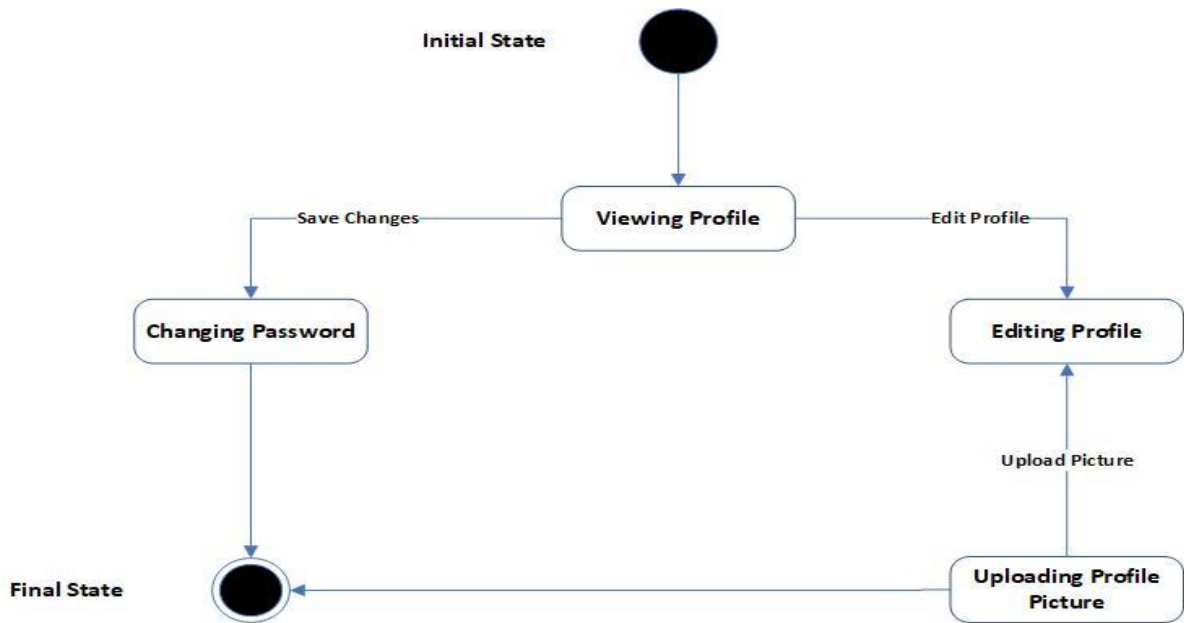 Initial State
Viewing Profile
Save Changes
Edit Profile
Changing Password
Editing Profile
Upload Picture
Final State
Uploading Profile
Picture